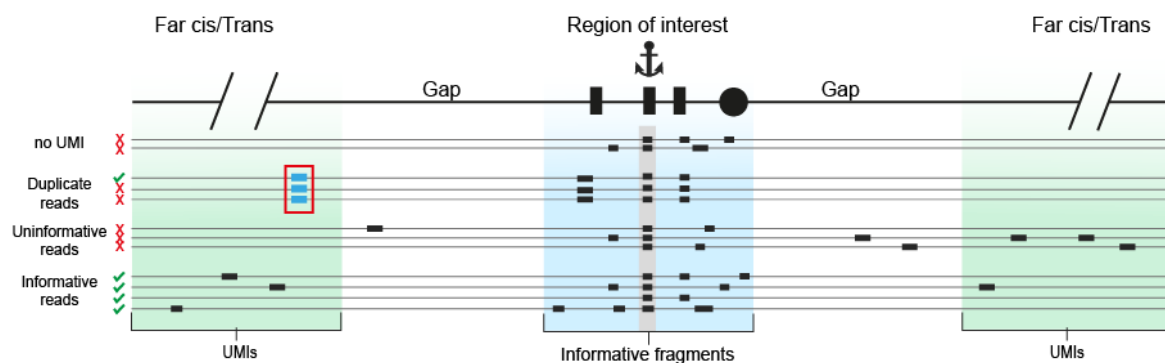 Far cis/Trans
Region of interest
Far cis/Trans
Gap
Gap
no UMI
Duplicate
reads
Uninformative
reads
Informative
reads
UMIs
Informative fragments
UMIs